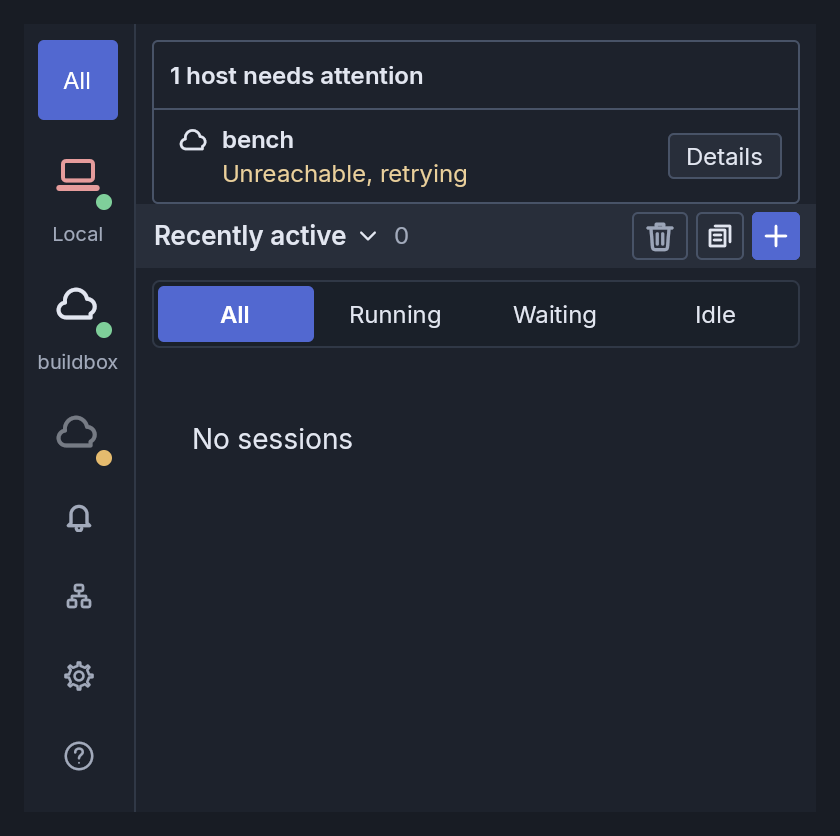 All
Local
buildbox
1 host needs attention
bench
Unreachable, retrying
Details
Recently active 0
All Running Waiting Idle
No sessions